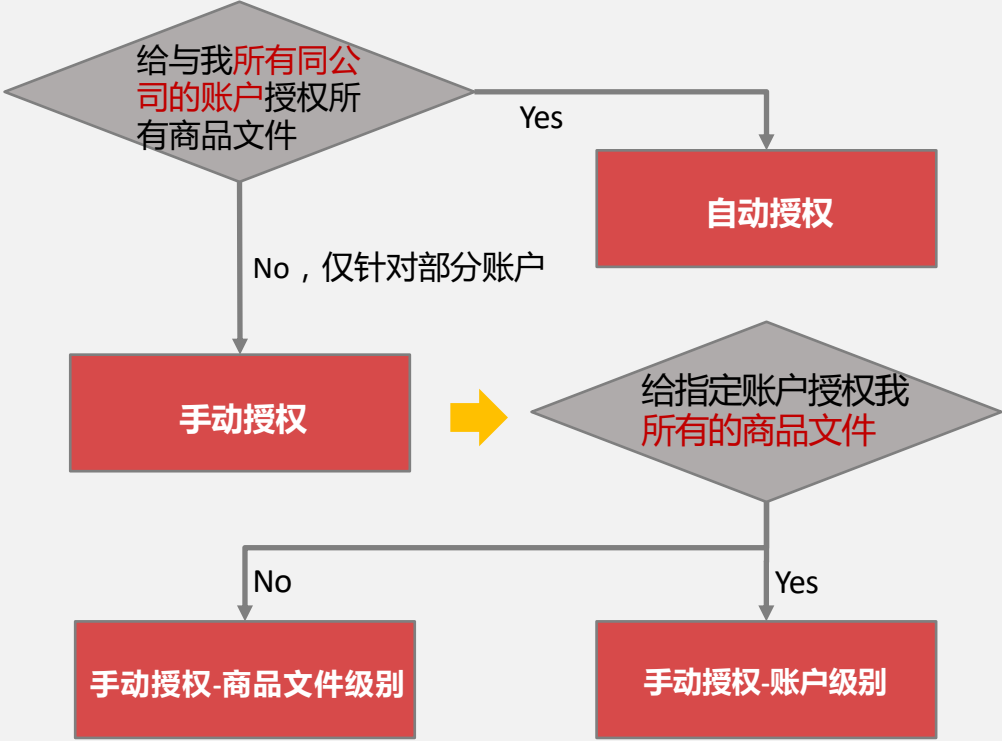 给与我所有同公
司的账户授权所
有商品文件
Yes
自动授权
No，仅针对部分账户
手动授权
给指定账户授权我
所有的商品文件
No
Yes
手动授权-商品文件级别
手动授权-账户级别